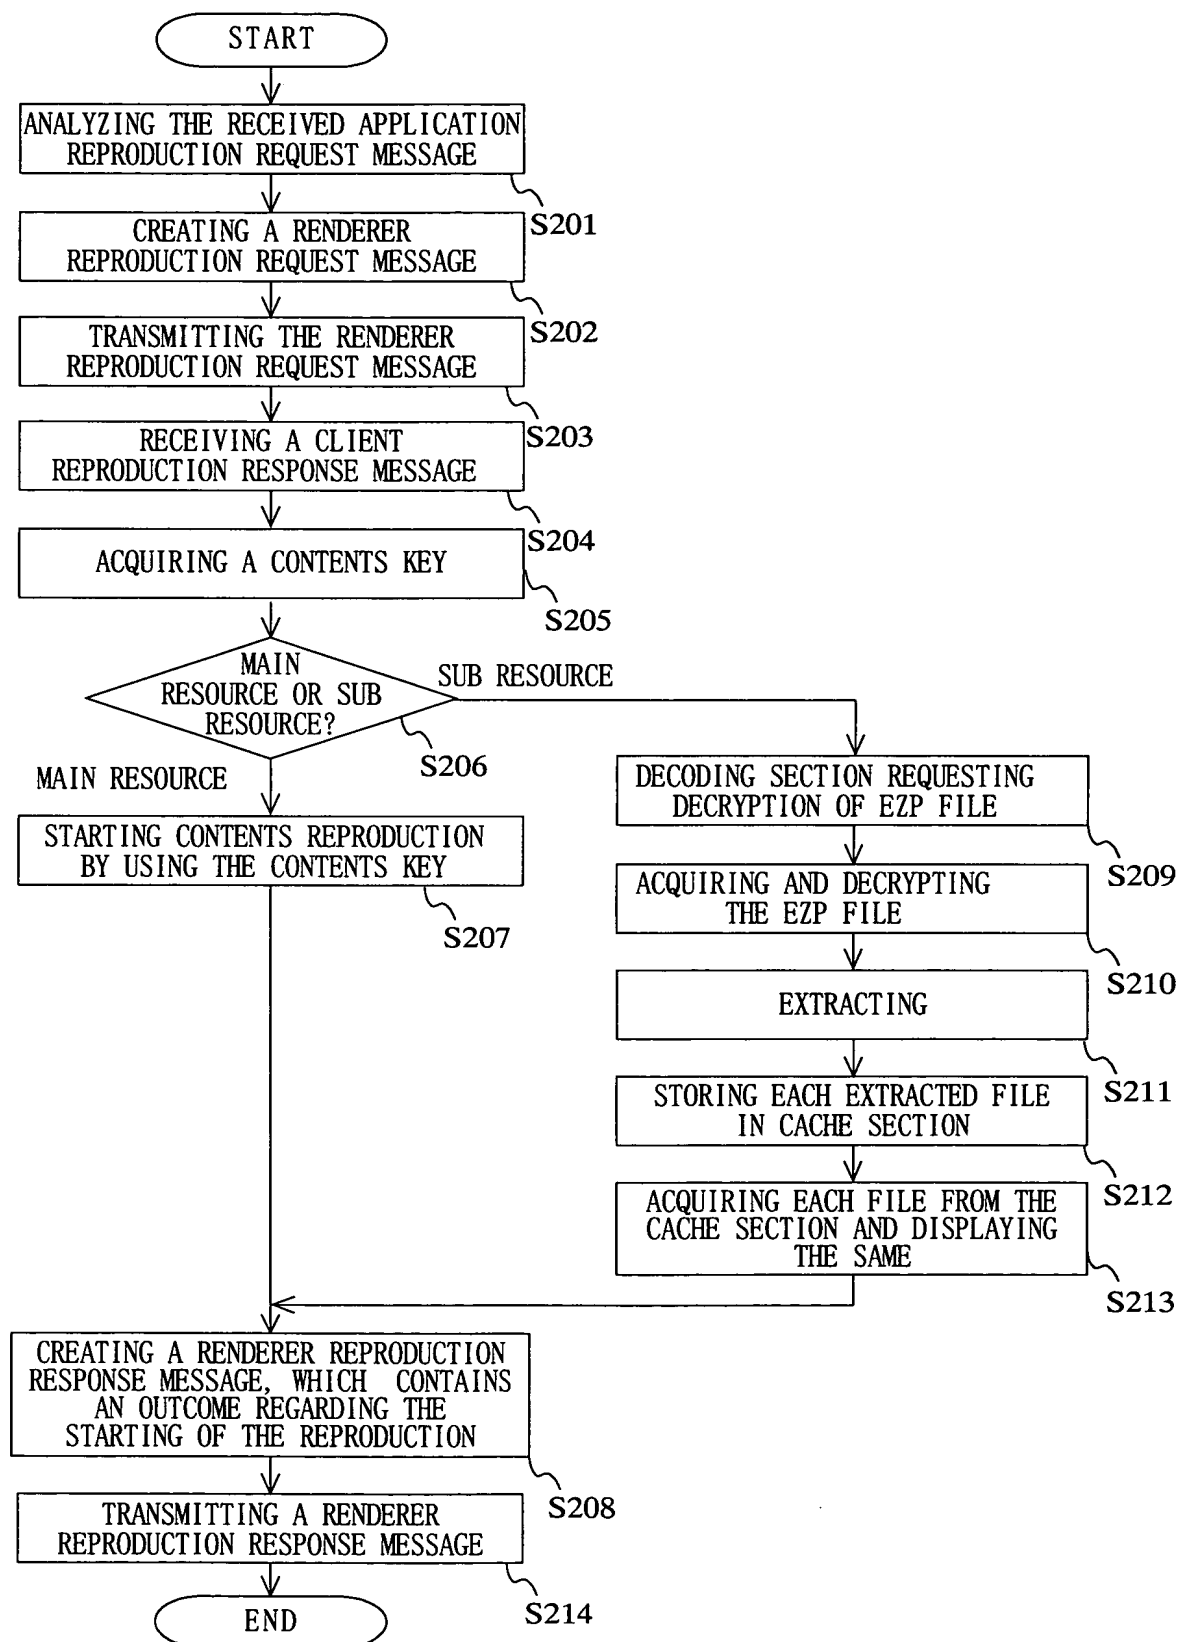 START
ANALYZING THE RECEIVED APPLICATION
REPRODUCTION REQUEST MESSAGE
S201
CREATING A RENDERER
REPRODUCTION REQUEST MESSAGE
S202
TRANSMITTING THE RENDERER
REPRODUCTION REQUEST MESSAGE
S203
RECEIVING A CLIENT
REPRODUCTION RESPONSE MESSAGE
S204
ACQUIRING A CONTENTS KEY
S205
MAIN
RESOURCE OR SUB
RESOURCE?
S206
SUB RESOURCE
MAIN RESOURCE
STARTING CONTENTS REPRODUCTION
BY USING THE CONTENTS KEY
S207
DECODING SECTION REQUESTING
DECRYPTION OF EZP FILE
S209
ACQUIRING AND DECRYPTING
THE EZP FILE
S210
EXTRACTING
S211
STORING EACH EXTRACTED FILE
IN CACHE SECTION
S212
ACQUIRING EACH FILE FROM THE
CACHE SECTION AND DISPLAYING
THE SAME
S213
CREATING A RENDERER REPRODUCTION
RESPONSE MESSAGE, WHICH CONTAINS
AN OUTCOME REGARDING THE
STARTING OF THE REPRODUCTION
S208
TRANSMITTING A RENDERER
REPRODUCTION RESPONSE MESSAGE
S214
END